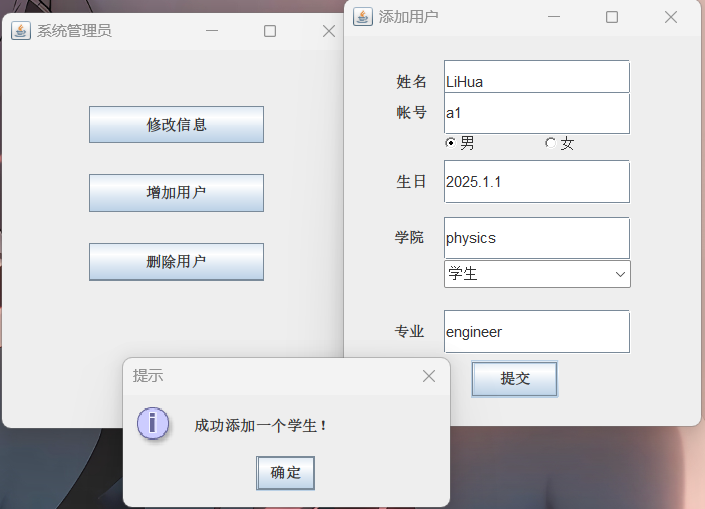 系统管理员
修改信息
增加用户
删除用户
添加用户
姓名 LiHua
帐号 a1
男 女
生日 2025.1.1
学院 physics
学生
专业 engineer
提交
提示
成功添加一个学生！
确定